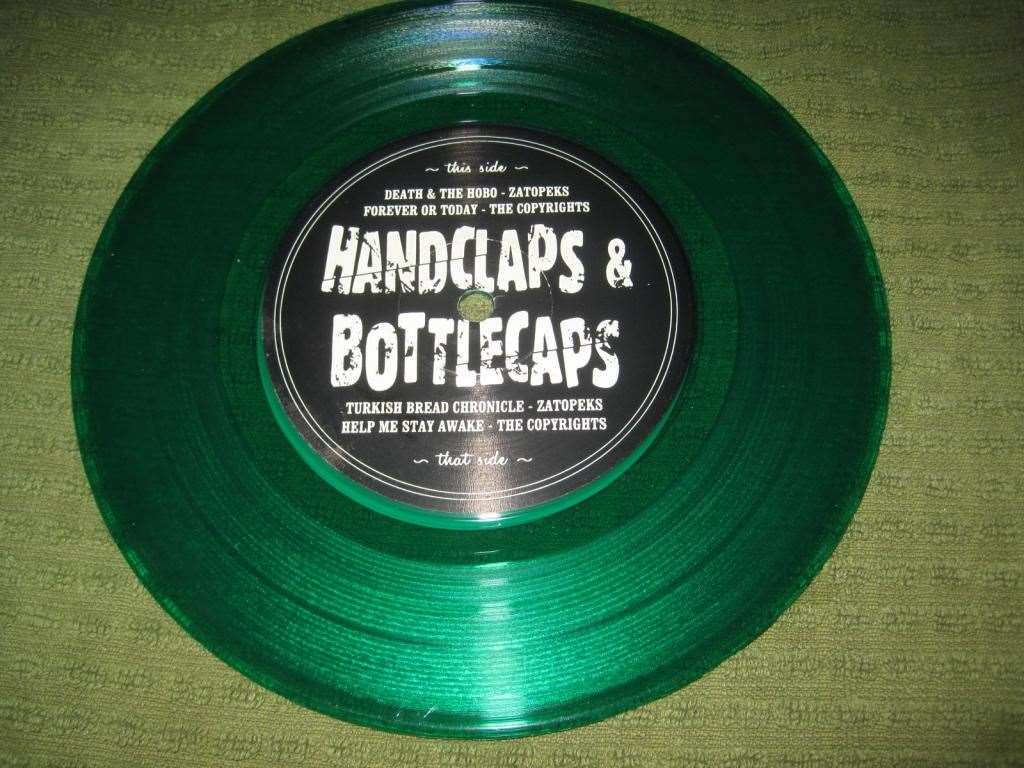 ~ this side ~
DEATH & THE HOBO - ZATOPEKS
FOREVER OR TODAY - THE COPYRIGHTS
HANDCLAPS &
BOTTLECAPS
TURKISH BREAD CHRONICLE - ZATOPEKS
HELP ME STAY AWAKE - THE COPYRIGHTS
~ that side ~